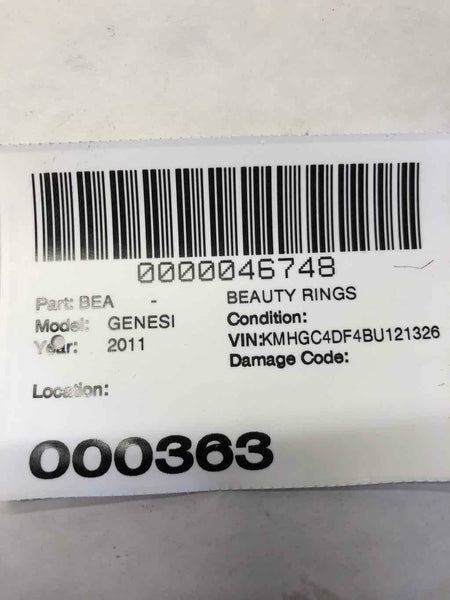 0000046748
Part: BEA - BEAUTY RINGS
Model: GENESI Condition:
Year: 2011 VIN:KMHGC4DF4BU121326
Damage Code:
Location:
000363